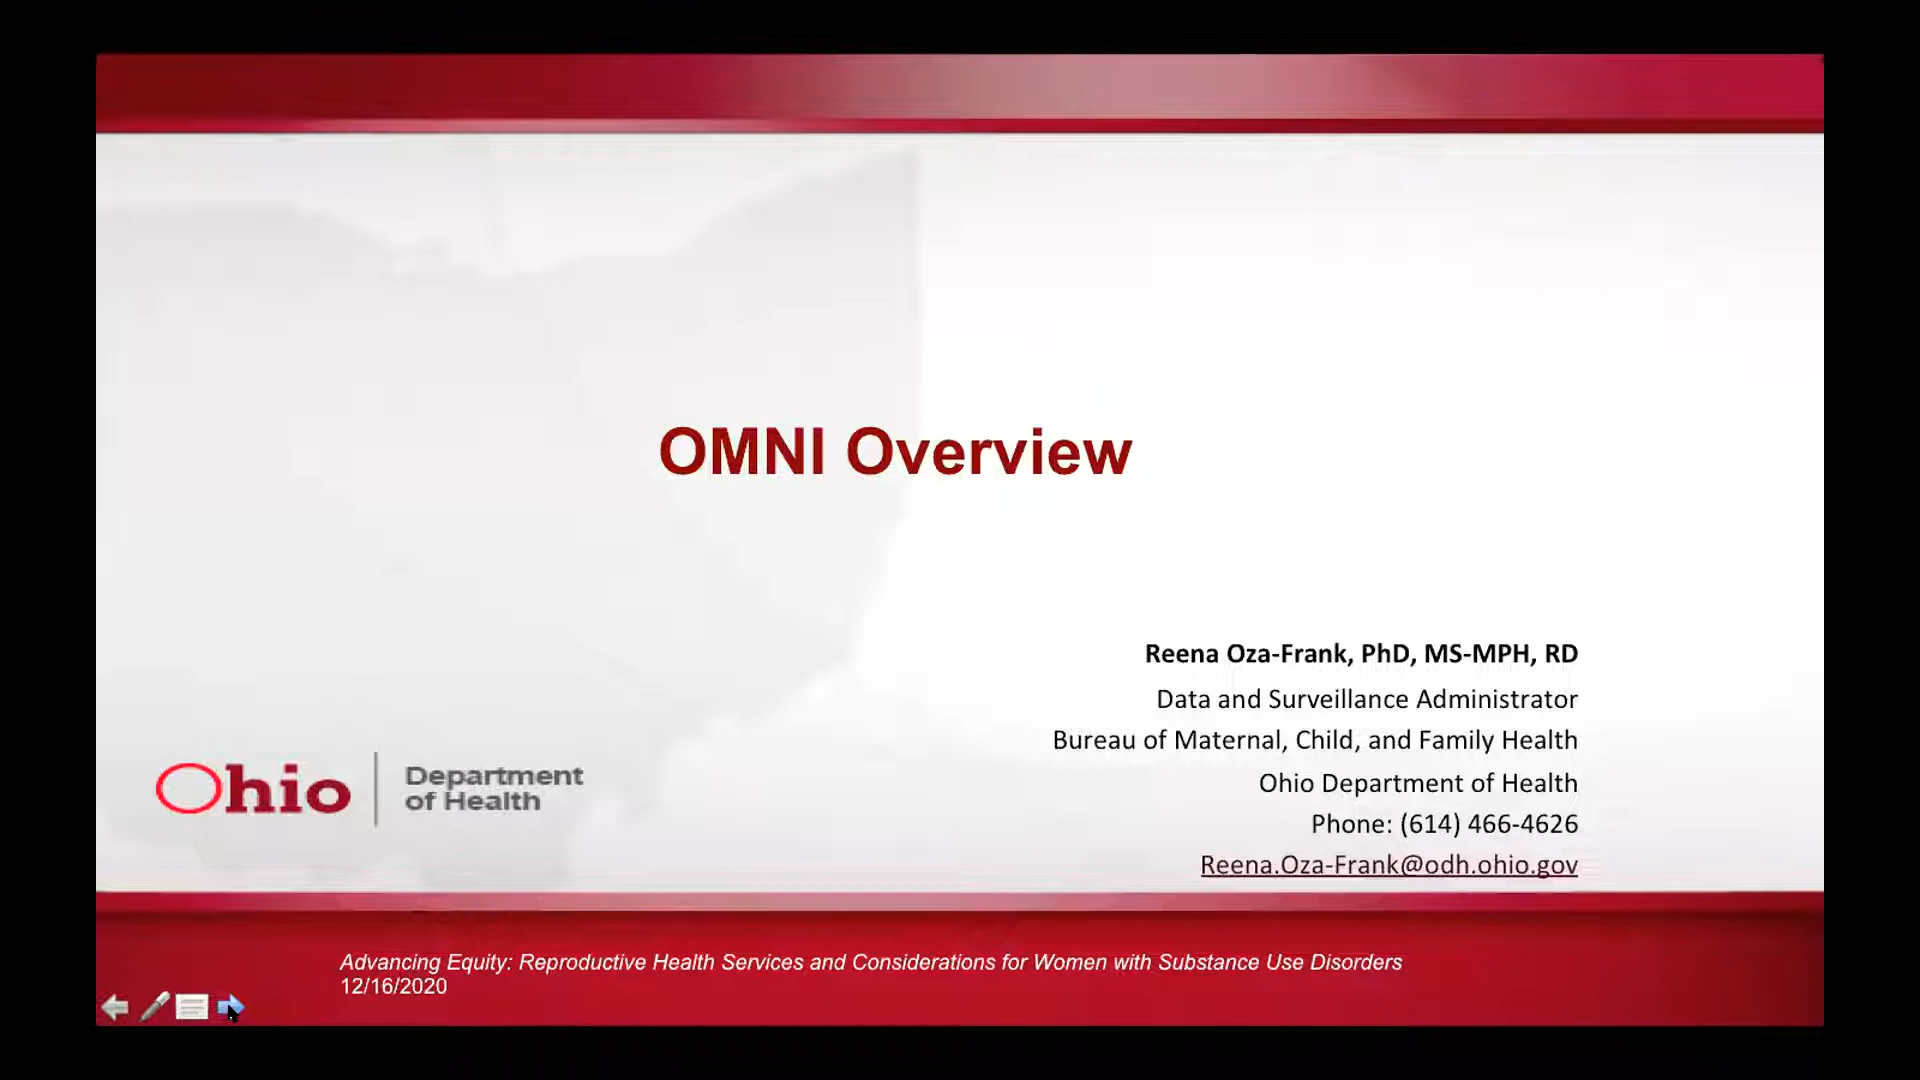 OMNI Overview
Reena Oza-Frank, PhD, MS-MPH, RD
Data and Surveillance Administrator
Bureau of Maternal, Child, and Family Health
Ohio Department of Health
Phone: (614) 466-4626
Reena.Oza-Frank@odh.ohio.gov
Ohio
Department
of Health
Advancing Equity: Reproductive Health Services and Considerations for Women with Substance Use Disorders
12/16/2020